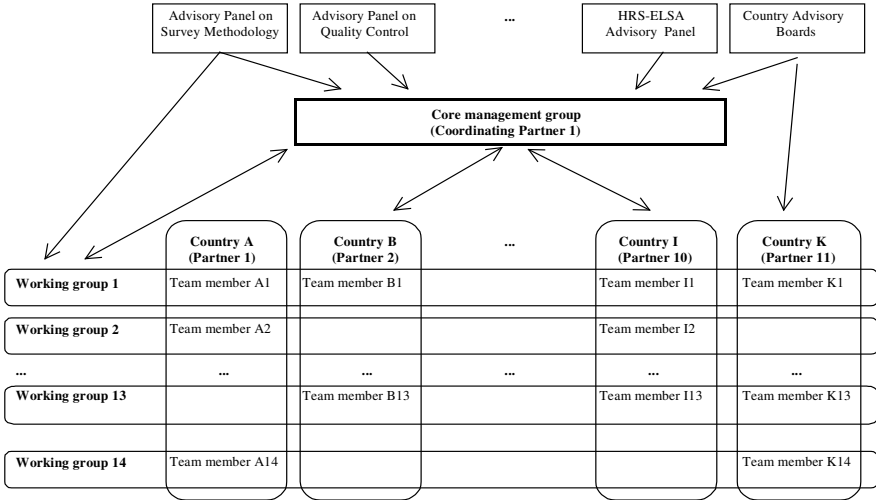 Advisory Panel on
Survey Methodology
Advisory Panel on
Quality Control
...
HRS-ELSA
Advisory Panel
Country Advisory
Boards
Core management group
(Coordinating Partner 1)
Country A
(Partner 1)
Country B
(Partner 2)
...
Country I
(Partner 10)
Country K
(Partner 11)
Working group 1
Team member A1
Team member B1
Team member I1
Team member K1
Working group 2
Team member A2
Team member I2
...
...
...
...
...
...
Working group 13
Team member B13
Team member I13
Team member K13
Working group 14
Team member A14
Team member K14